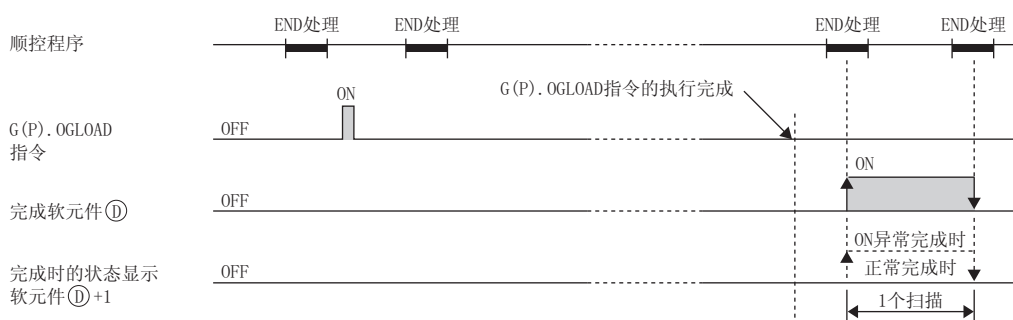 END处理 END处理 END处理 END处理
顺控程序
G(P).OGLOAD指令的执行完成
ON
G(P).OGLOAD
指令
OFF
ON
完成软元件Ⓓ
OFF
ON异常完成时
完成时的状态显示
软元件Ⓓ+1
OFF
正常完成时
1个扫描